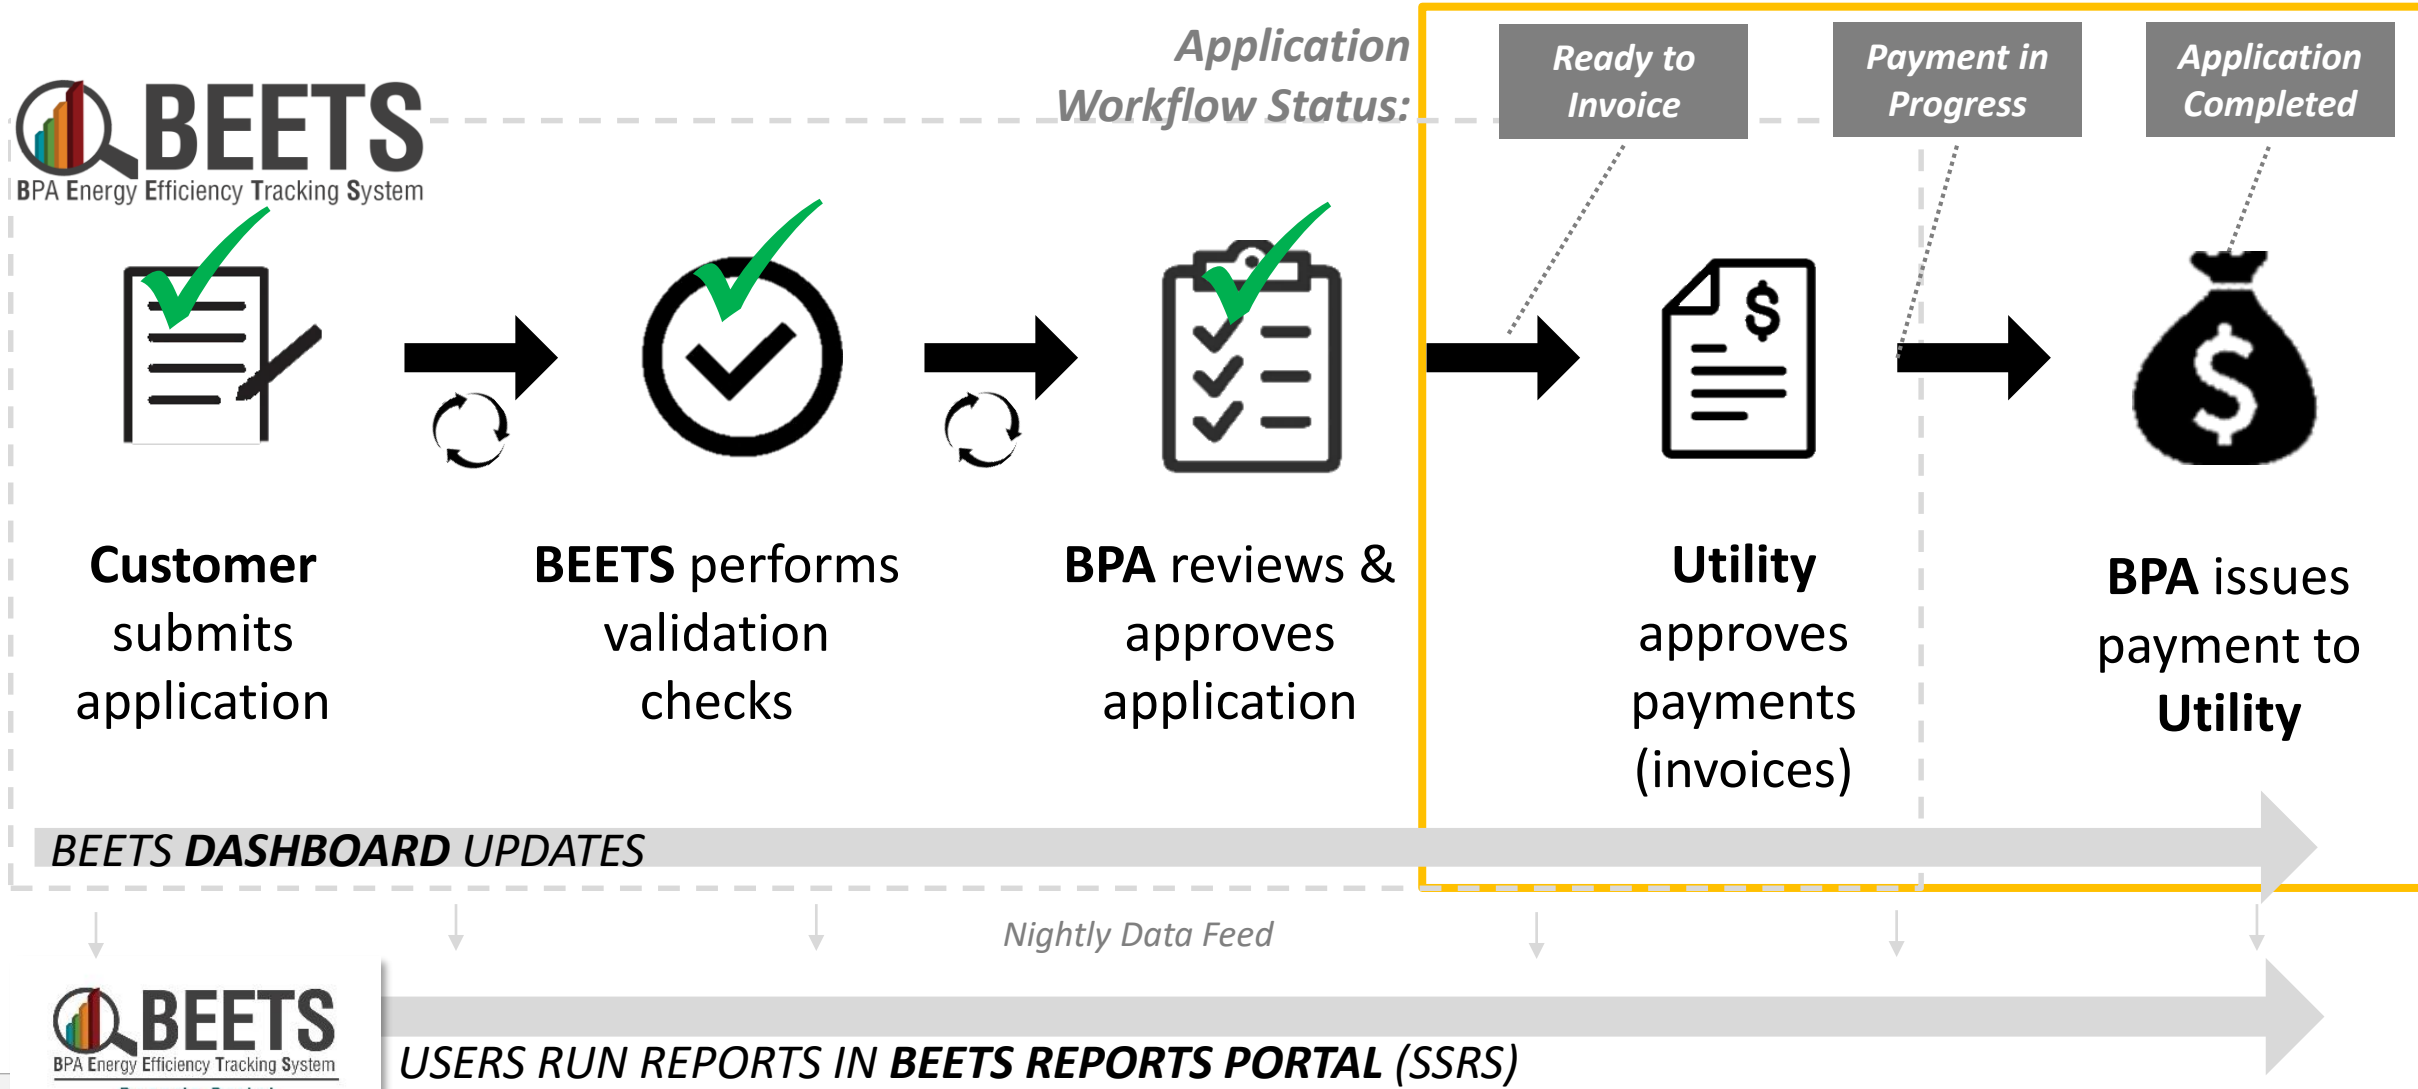 Application
Workflow Status:
Ready to
Invoice
Payment in
Progress
Application
Completed
BEETS
BPA Energy Efficiency Tracking System
$
$
Customer
submits
application
BEETS performs
validation
checks
BPA reviews &
approves
application
Utility
approves
payments
(invoices)
BPA issues
payment to
Utility
BEETS DASHBOARD UPDATES
Nightly Data Feed
BEETS
BPA Energy Efficiency Tracking System
USERS RUN REPORTS IN BEETS REPORTS PORTAL (SSRS)